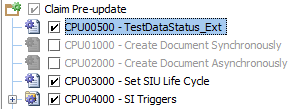 Claim Pre-update
CPU00500 - TestDataStatus_Ext
CPU01000 - Create Document Synchronously
CPU02000 - Create Document Asynchronously
CPU03000 - Set SIU Life Cycle
CPU04000 - SI Triggers